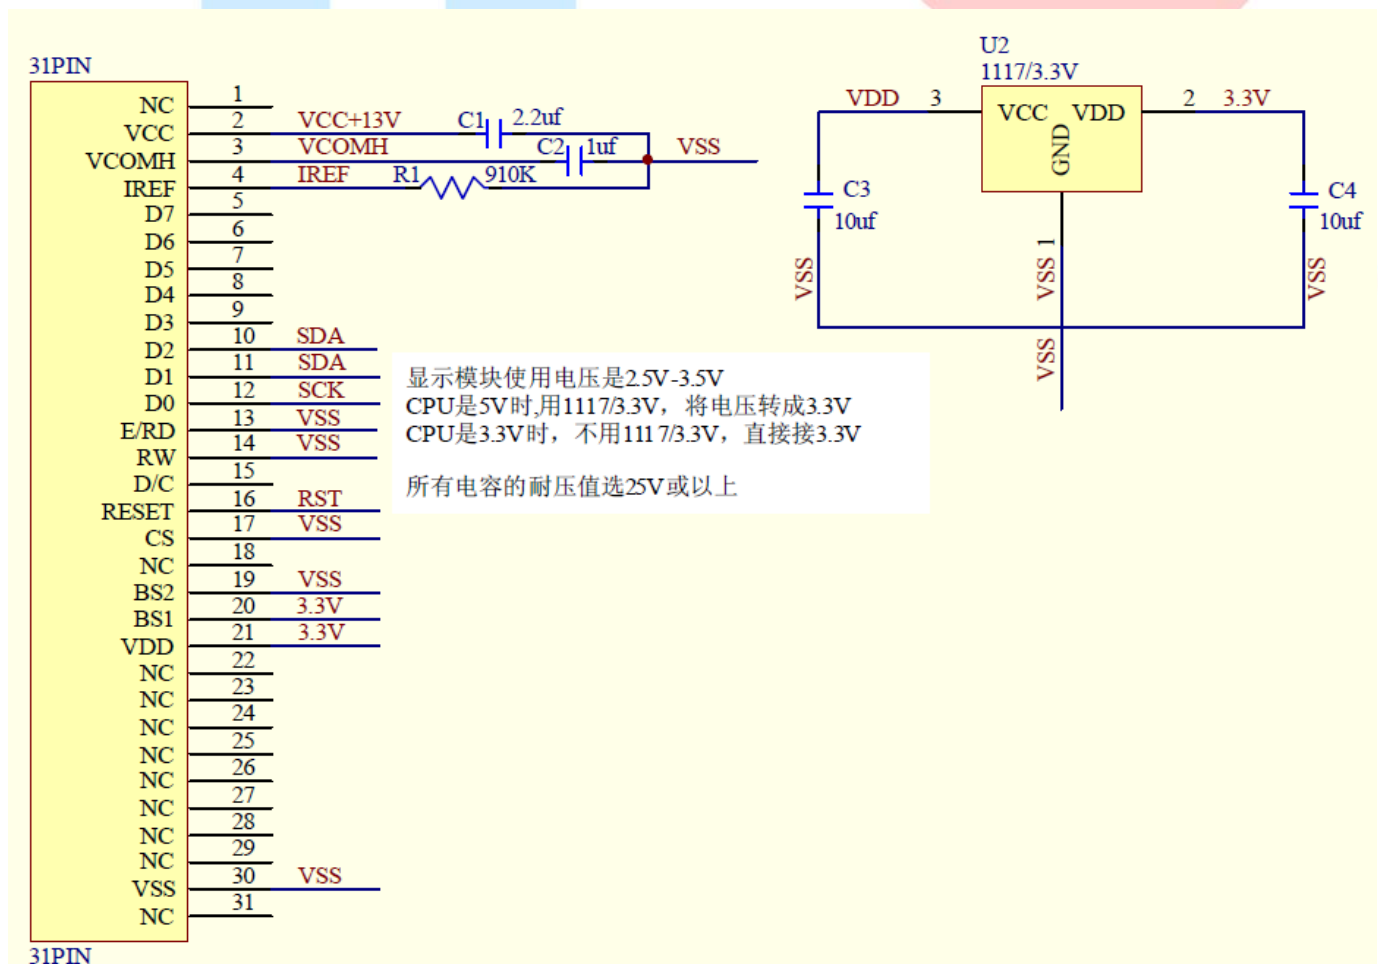 31PIN
NC 1
VCC 2 VCC+13V C1 2.2uf
VCOMH 3 VCOMH C2 1uf VSS
IREF 4 IREF R1 910K
D7 5
D6 6
D5 7
D4 8
D3 9
D2 10 SDA
D1 11 SDA
D0 12 SCK
E/RD 13 VSS
RW 14 VSS
D/C 15
RESET 16 RST
CS 17 VSS
NC 18
BS2 19 VSS
BS1 20 3.3V
VDD 21 3.3V
NC 22
NC 23
NC 24
NC 25
NC 26
NC 27
NC 28
NC 29
VSS 30 VSS
NC 31
31PIN
U2
1117/3.3V
VDD 3 VCC VDD 2 3.3V
GND
C3
10uf
C4
10uf
VSS
VSS 1
VSS
VSS
显示模块使用电压是2.5V-3.5V
CPU是5V时,用1117/3.3V，将电压转成3.3V
CPU是3.3V时，不用1117/3.3V，直接接3.3V
所有电容的耐压值选25V或以上